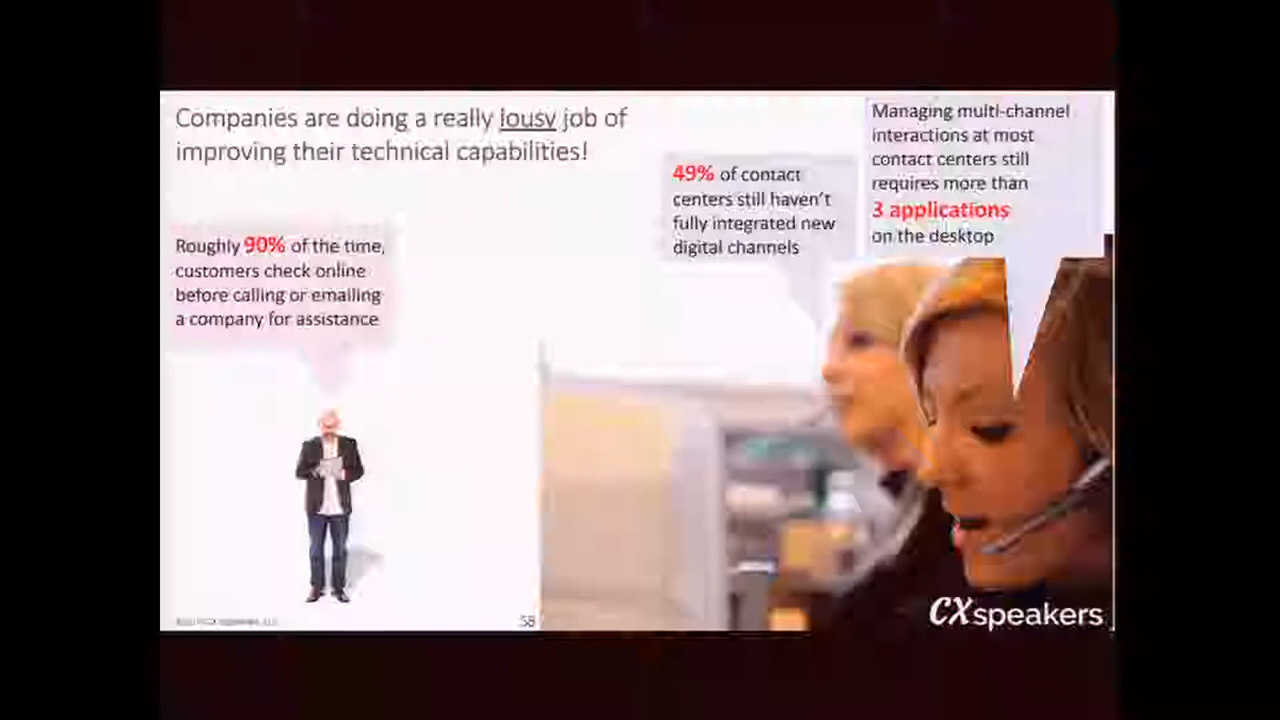 Companies are doing a really lousy job of
improving their technical capabilities!
Roughly 90% of the time,
customers check online
before calling or emailing
a company for assistance
49% of contact
centers still haven't
fully integrated new
digital channels
Managing multi-channel
interactions at most
contact centers still
requires more than
3 applications
on the desktop
58
CXspeakers